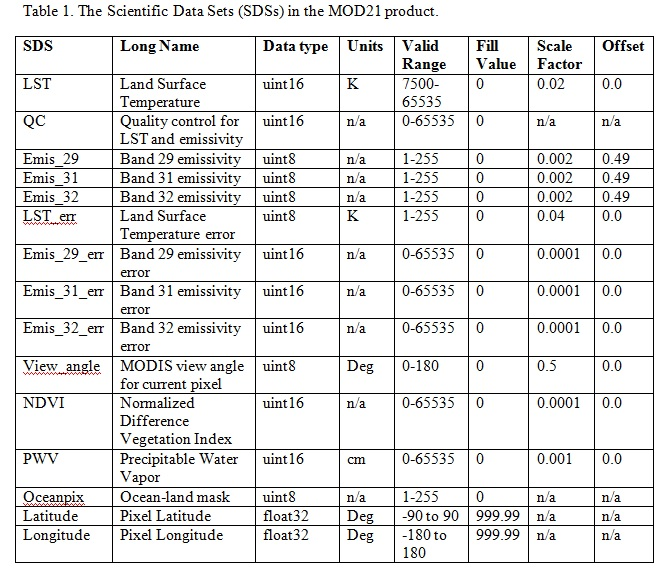 Table 1. The Scientific Data Sets (SDSs) in the MOD21 product.
SDS Long Name Data type Units Valid Range Fill Value Scale Factor Offset
LST Land Surface Temperature uint16 K 7500-65535 0 0.02 0.0
QC Quality control for LST and emissivity uint16 n/a 0-65535 0 n/a n/a
Emis_29 Band 29 emissivity uint8 n/a 1-255 0 0.002 0.49
Emis_31 Band 31 emissivity uint8 n/a 1-255 0 0.002 0.49
Emis_32 Band 32 emissivity uint8 n/a 1-255 0 0.002 0.49
LST_err Land Surface Temperature error uint8 K 1-255 0 0.04 0.0
Emis_29_err Band 29 emissivity error uint16 n/a 0-65535 0 0.0001 0.0
Emis_31_err Band 31 emissivity error uint16 n/a 0-65535 0 0.0001 0.0
Emis_32_err Band 32 emissivity error uint16 n/a 0-65535 0 0.0001 0.0
View_angle MODIS view angle for current pixel uint8 Deg 0-180 0 0.5 0.0
NDVI Normalized Difference Vegetation Index uint16 n/a 0-65535 0 0.0001 0.0
PWV Precipitable Water Vapor uint16 cm 0-65535 0 0.001 0.0
Oceanpix Ocean-land mask uint8 n/a 1-255 0 n/a n/a
Latitude Pixel Latitude float32 Deg -90 to 90 999.99 n/a n/a
Longitude Pixel Longitude float32 Deg -180 to 180 999.99 n/a n/a